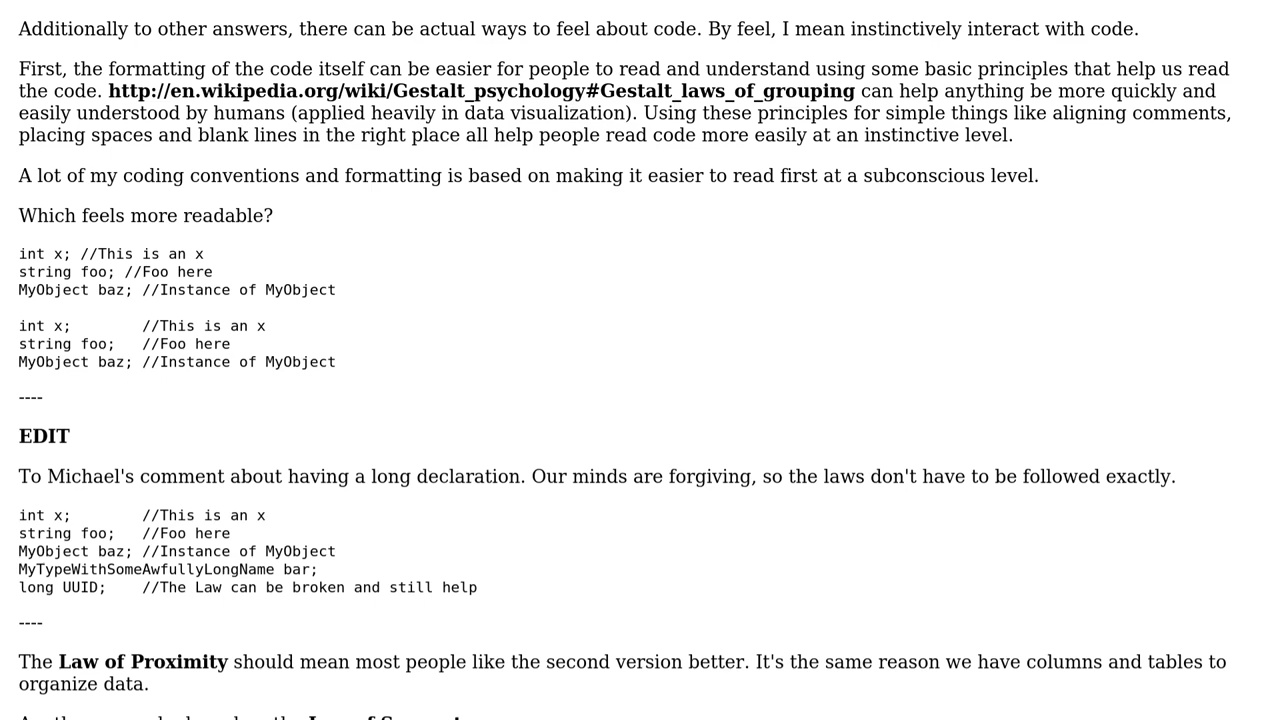 Additionally to other answers, there can be actual ways to feel about code. By feel, I mean instinctively interact with code.
First, the formatting of the code itself can be easier for people to read and understand using some basic principles that help us read
the code. http://en.wikipedia.org/wiki/Gestalt_psychology#Gestalt_laws_of_grouping can help anything be more quickly and
easily understood by humans (applied heavily in data visualization). Using these principles for simple things like aligning comments,
placing spaces and blank lines in the right place all help people read code more easily at an instinctive level.
A lot of my coding conventions and formatting is based on making it easier to read first at a subconscious level.
Which feels more readable?
int x; //This is an x
string foo; //Foo here
MyObject baz; //Instance of MyObject
int x;        //This is an x
string foo;   //Foo here
MyObject baz; //Instance of MyObject
----
EDIT
To Michael's comment about having a long declaration. Our minds are forgiving, so the laws don't have to be followed exactly.
int x;        //This is an x
string foo;   //Foo here
MyObject baz; //Instance of MyObject
MyTypeWithSomeAwfullyLongName bar;
long UUID;    //The Law can be broken and still help
----
The Law of Proximity should mean most people like the second version better. It's the same reason we have columns and tables to
organize data.